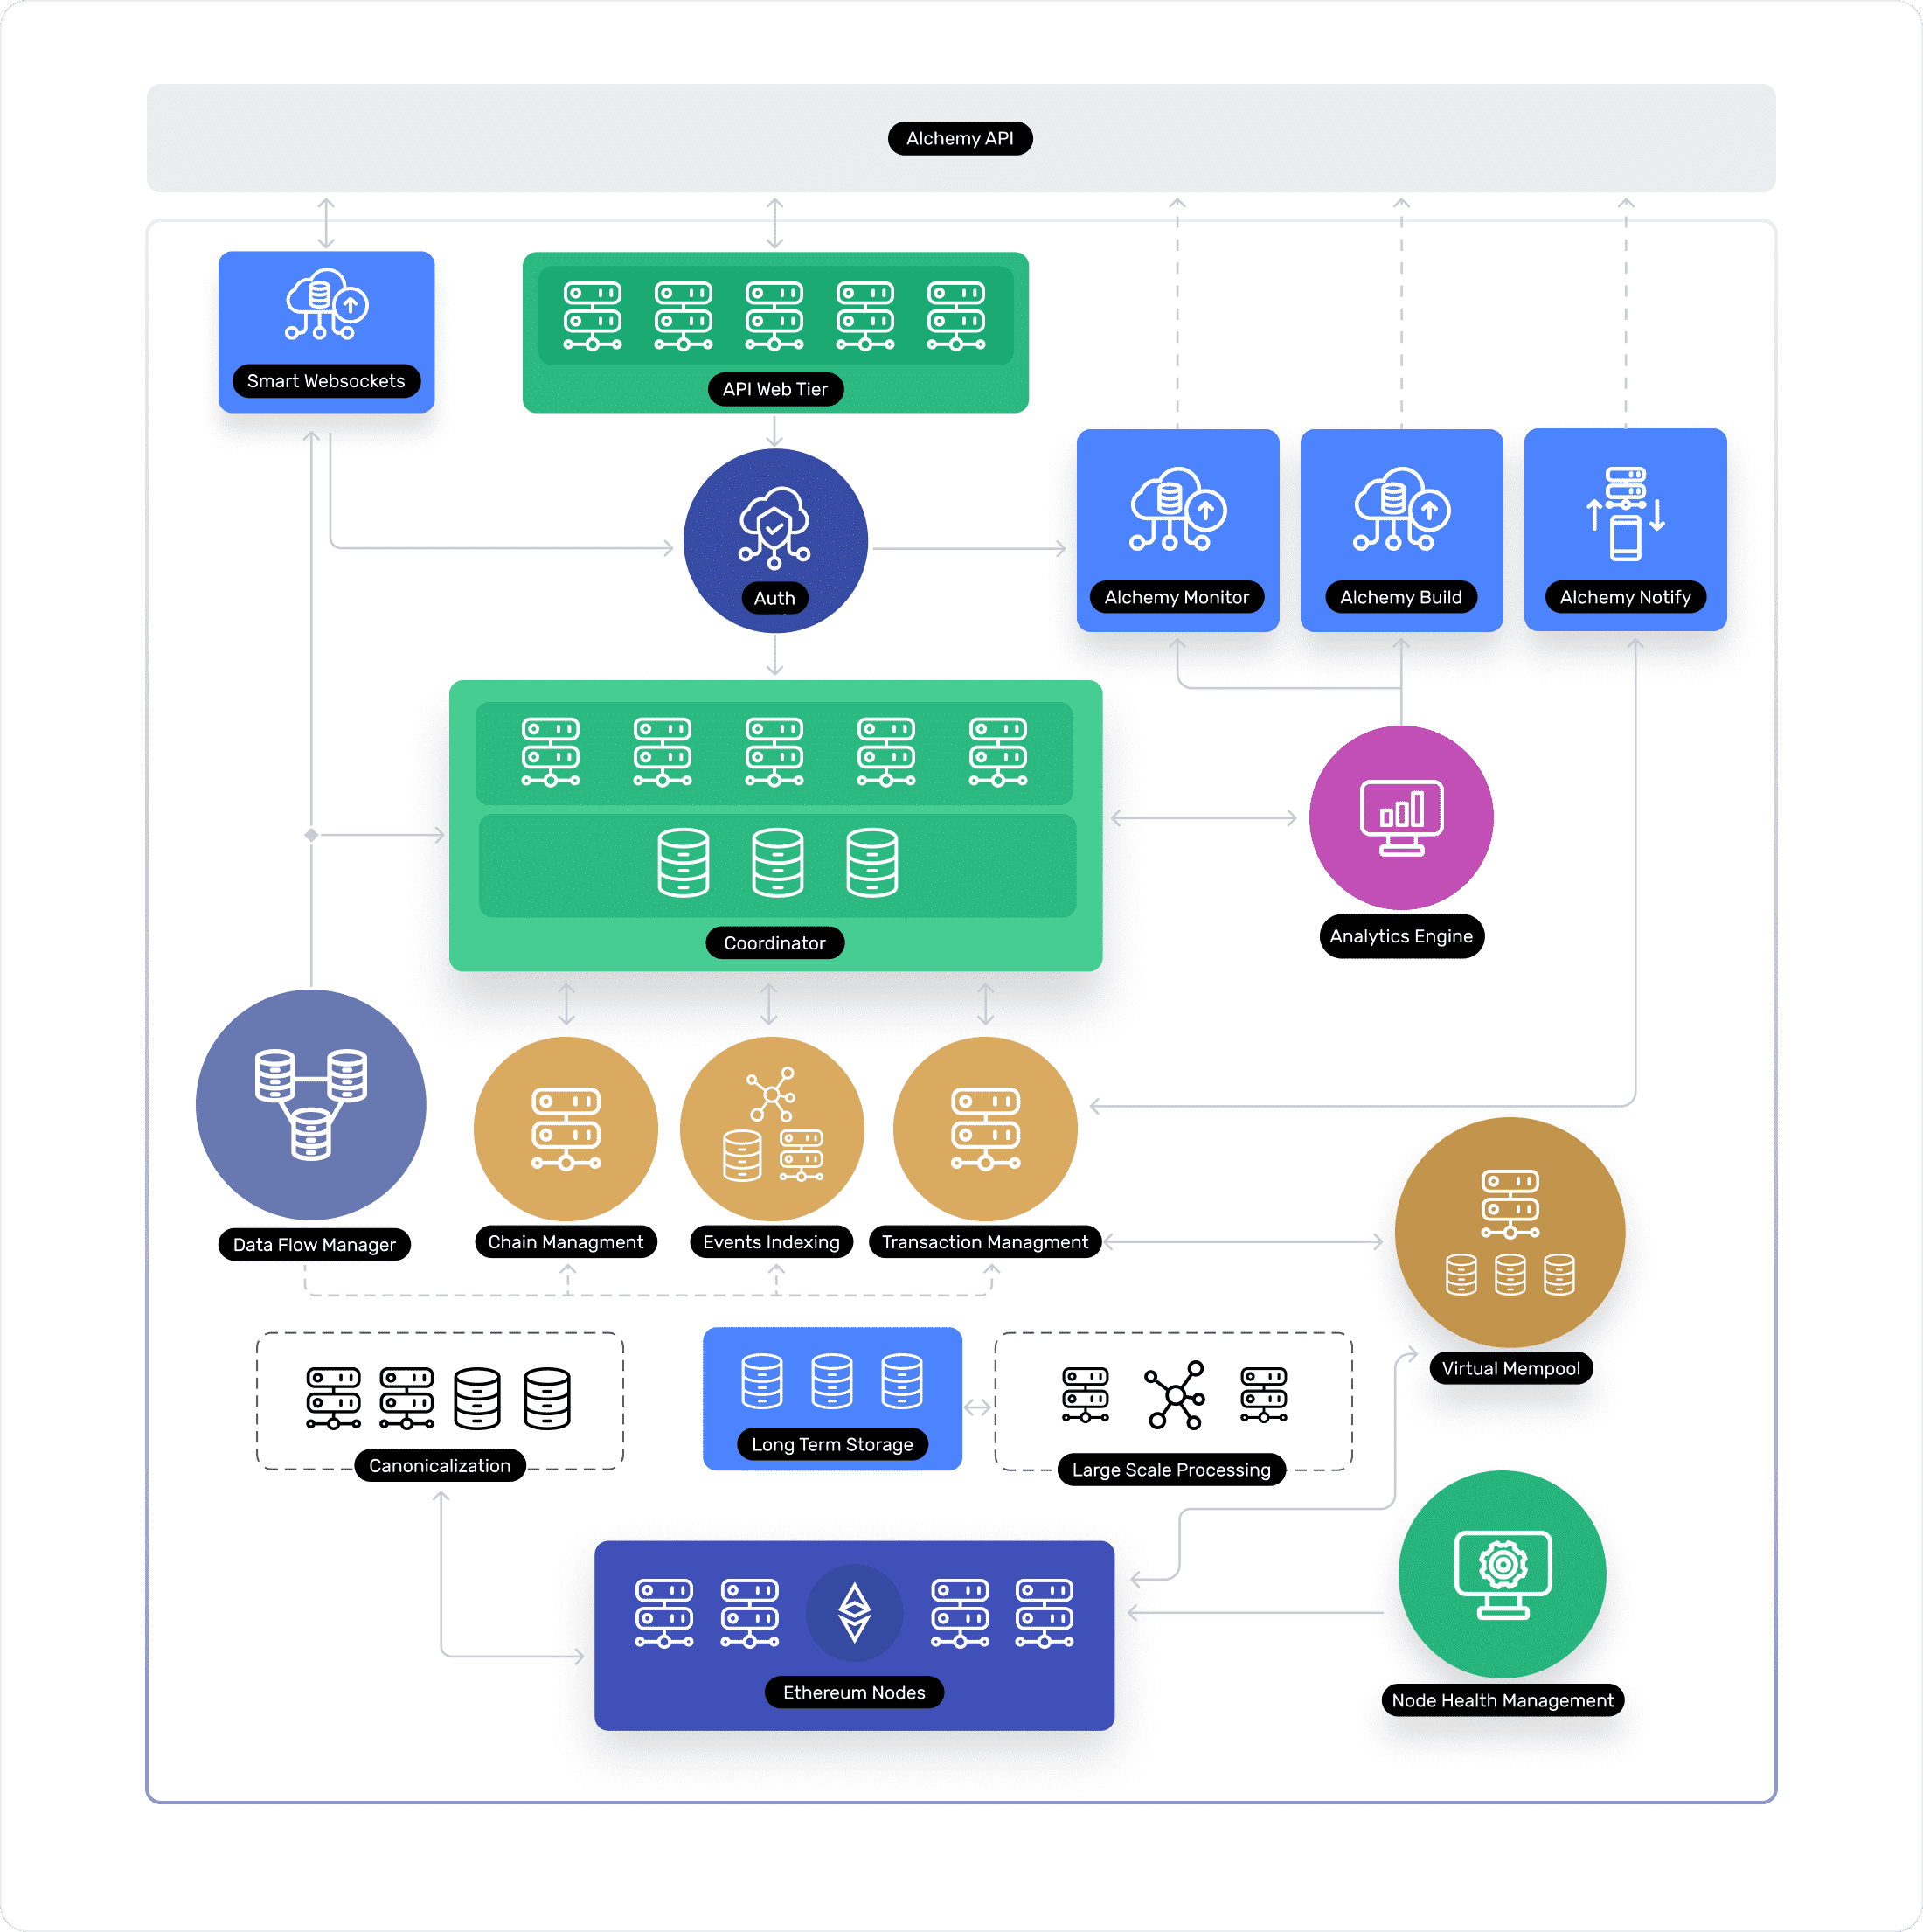 Alchemy API
Smart Websockets
API Web Tier
Auth
Alchemy Monitor
Alchemy Build
Alchemy Notify
Coordinator
Analytics Engine
Data Flow Manager
Chain Managment
Events Indexing
Transaction Managment
Virtual Mempool
Canonicalization
Long Term Storage
Large Scale Processing
Ethereum Nodes
Node Health Management